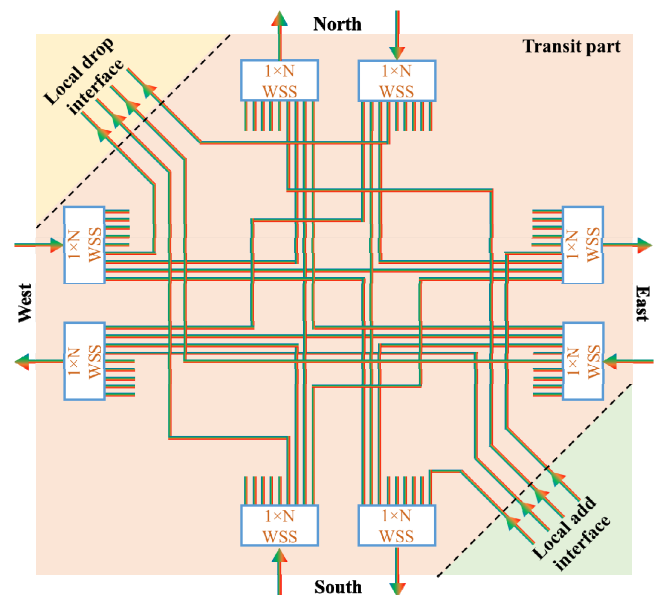 North
Transit part
Local drop
interface
1×N
WSS
1×N
WSS
1×N
WSS
1×N
WSS
West
East
1×N
WSS
1×N
WSS
1×N
WSS
1×N
WSS
Local add
interface
South